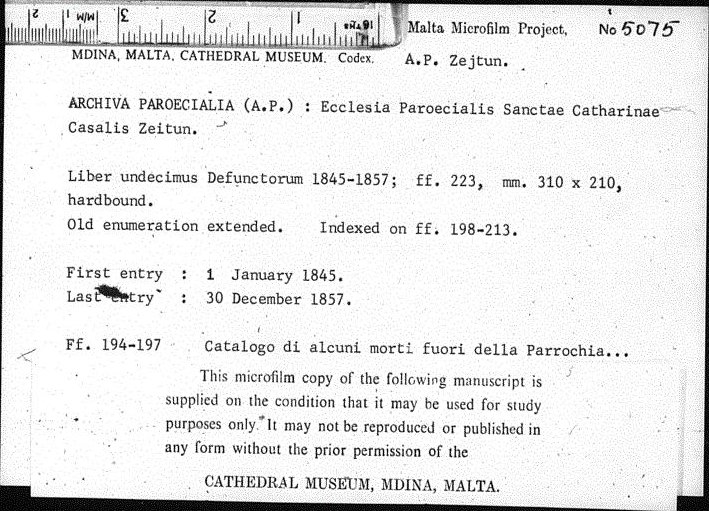 Malta Microfilm Project, No 5075
MDINA, MALTA. CATHEDRAL MUSEUM. Codex. A.P. Zejtun.
ARCHIVA PAROECIALIA (A.P.) : Ecclesia Paroecialis Sanctae Catharinae
Casalis Zeitun.
Liber undecimus Defunctorum 1845-1857; ff. 223, mm. 310 x 210,
hardbound.
Old enumeration extended. Indexed on ff. 198-213.
First entry : 1 January 1845.
Last entry : 30 December 1857.
Ff. 194-197 Catalogo di alcuni morti fuori della Parrochia...
This microfilm copy of the following manuscript is
supplied on the condition that it may be used for study
purposes only. It may not be reproduced or published in
any form without the prior permission of the
CATHEDRAL MUSEUM, MDINA, MALTA.